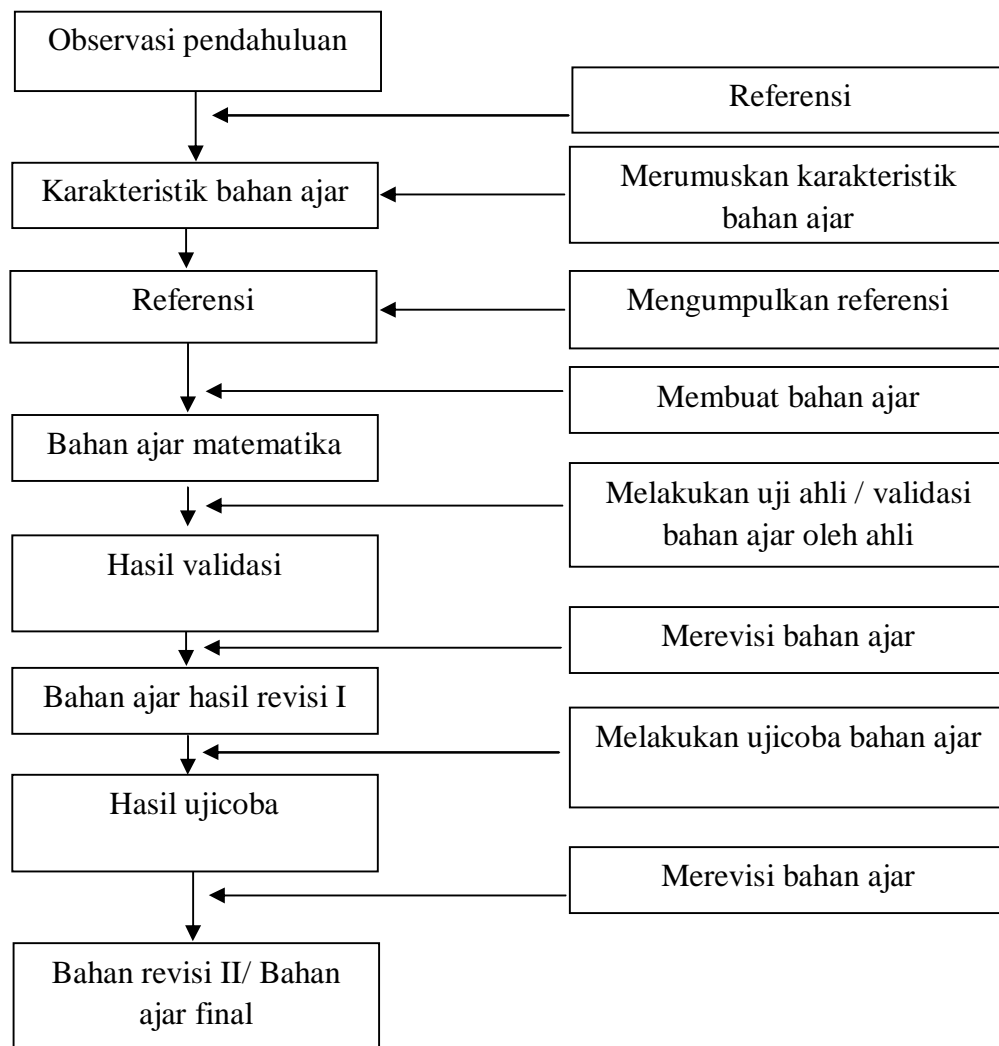 Observasi pendahuluan
Referensi
Karakteristik bahan ajar
Merumuskan karakteristik
bahan ajar
Referensi
Mengumpulkan referensi
Membuat bahan ajar
Bahan ajar matematika
Melakukan uji ahli / validasi
bahan ajar oleh ahli
Hasil validasi
Merevisi bahan ajar
Bahan ajar hasil revisi I
Melakukan ujicoba bahan ajar
Hasil ujicoba
Merevisi bahan ajar
Bahan revisi II/ Bahan
ajar final